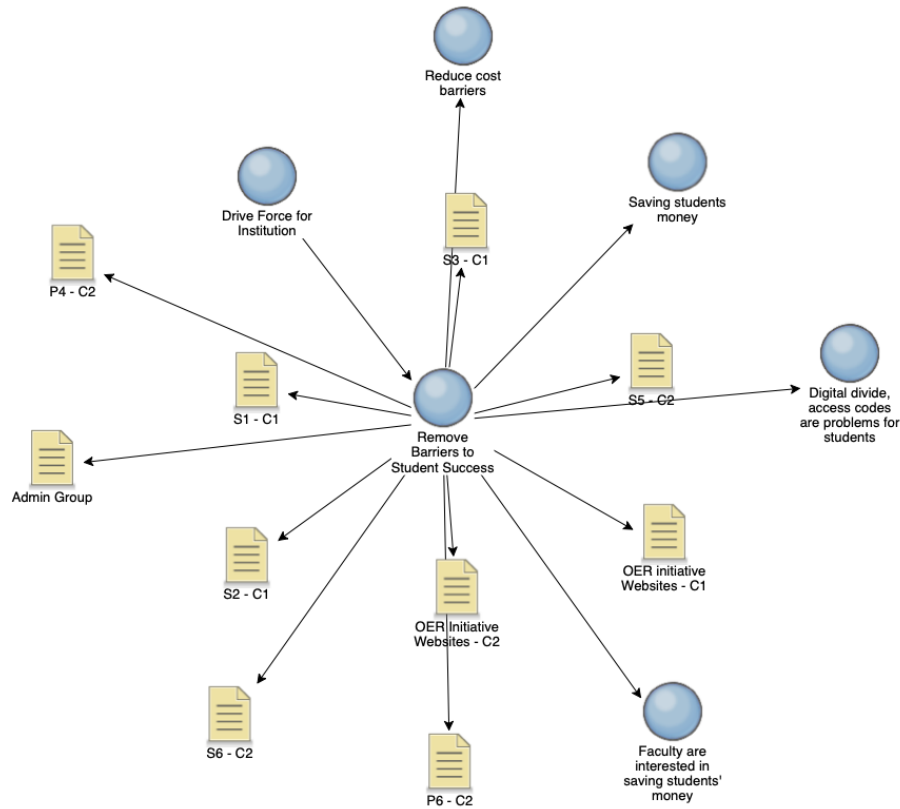 Reduce cost
barriers
Saving students
money
Drive Force for
Institution
S3 - C1
P4 - C2
S1 - C1
S5 - C2
Digital divide,
access codes
are problems for
students
Remove
Barriers to
Student Success
Admin Group
S2 - C1
OER initiative
Websites - C1
OER Initiative
Websites - C2
S6 - C2
P6 - C2
Faculty are
interested in
saving students'
money